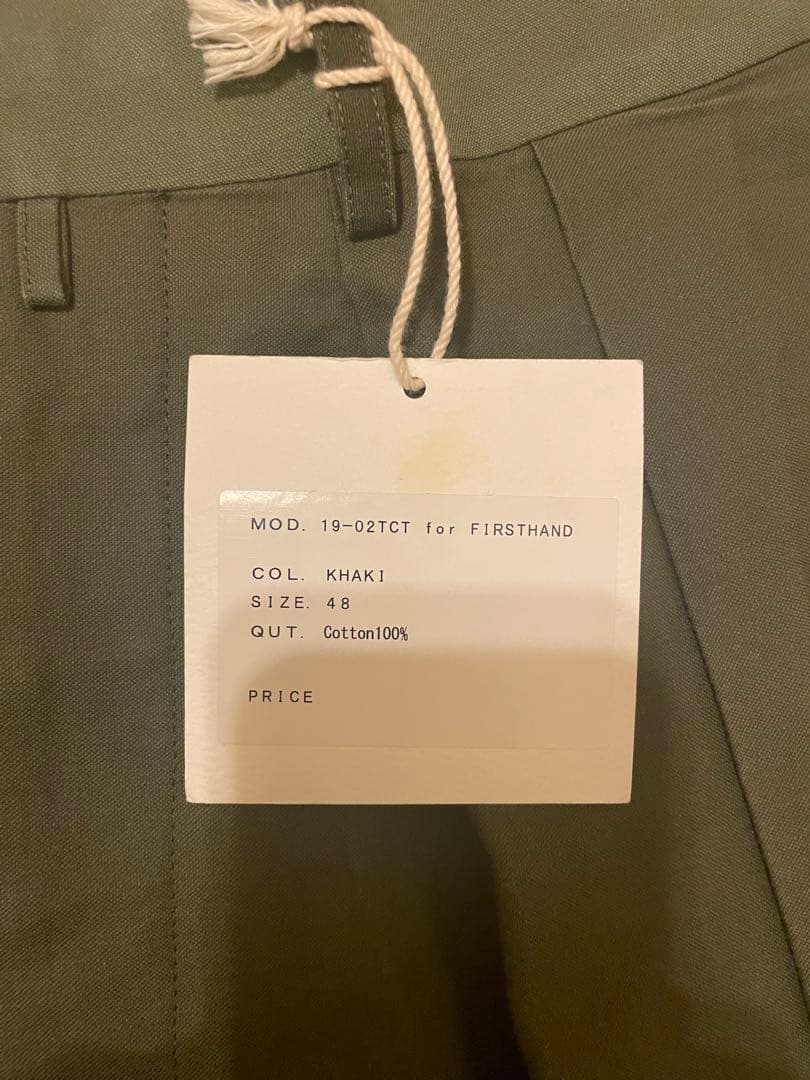 MOD. 19-02TCT for FIRSTHAND
COL. KHAKI
SIZE. 48
QUT. Cotton100%
PRICE